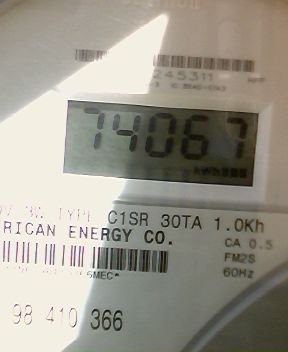 245311
74067
kWh
3W TYPE C1SR 30TA 1.0Kh
RICAN ENERGY CO.
CA 0.5
FM2S
60Hz
98 410 366